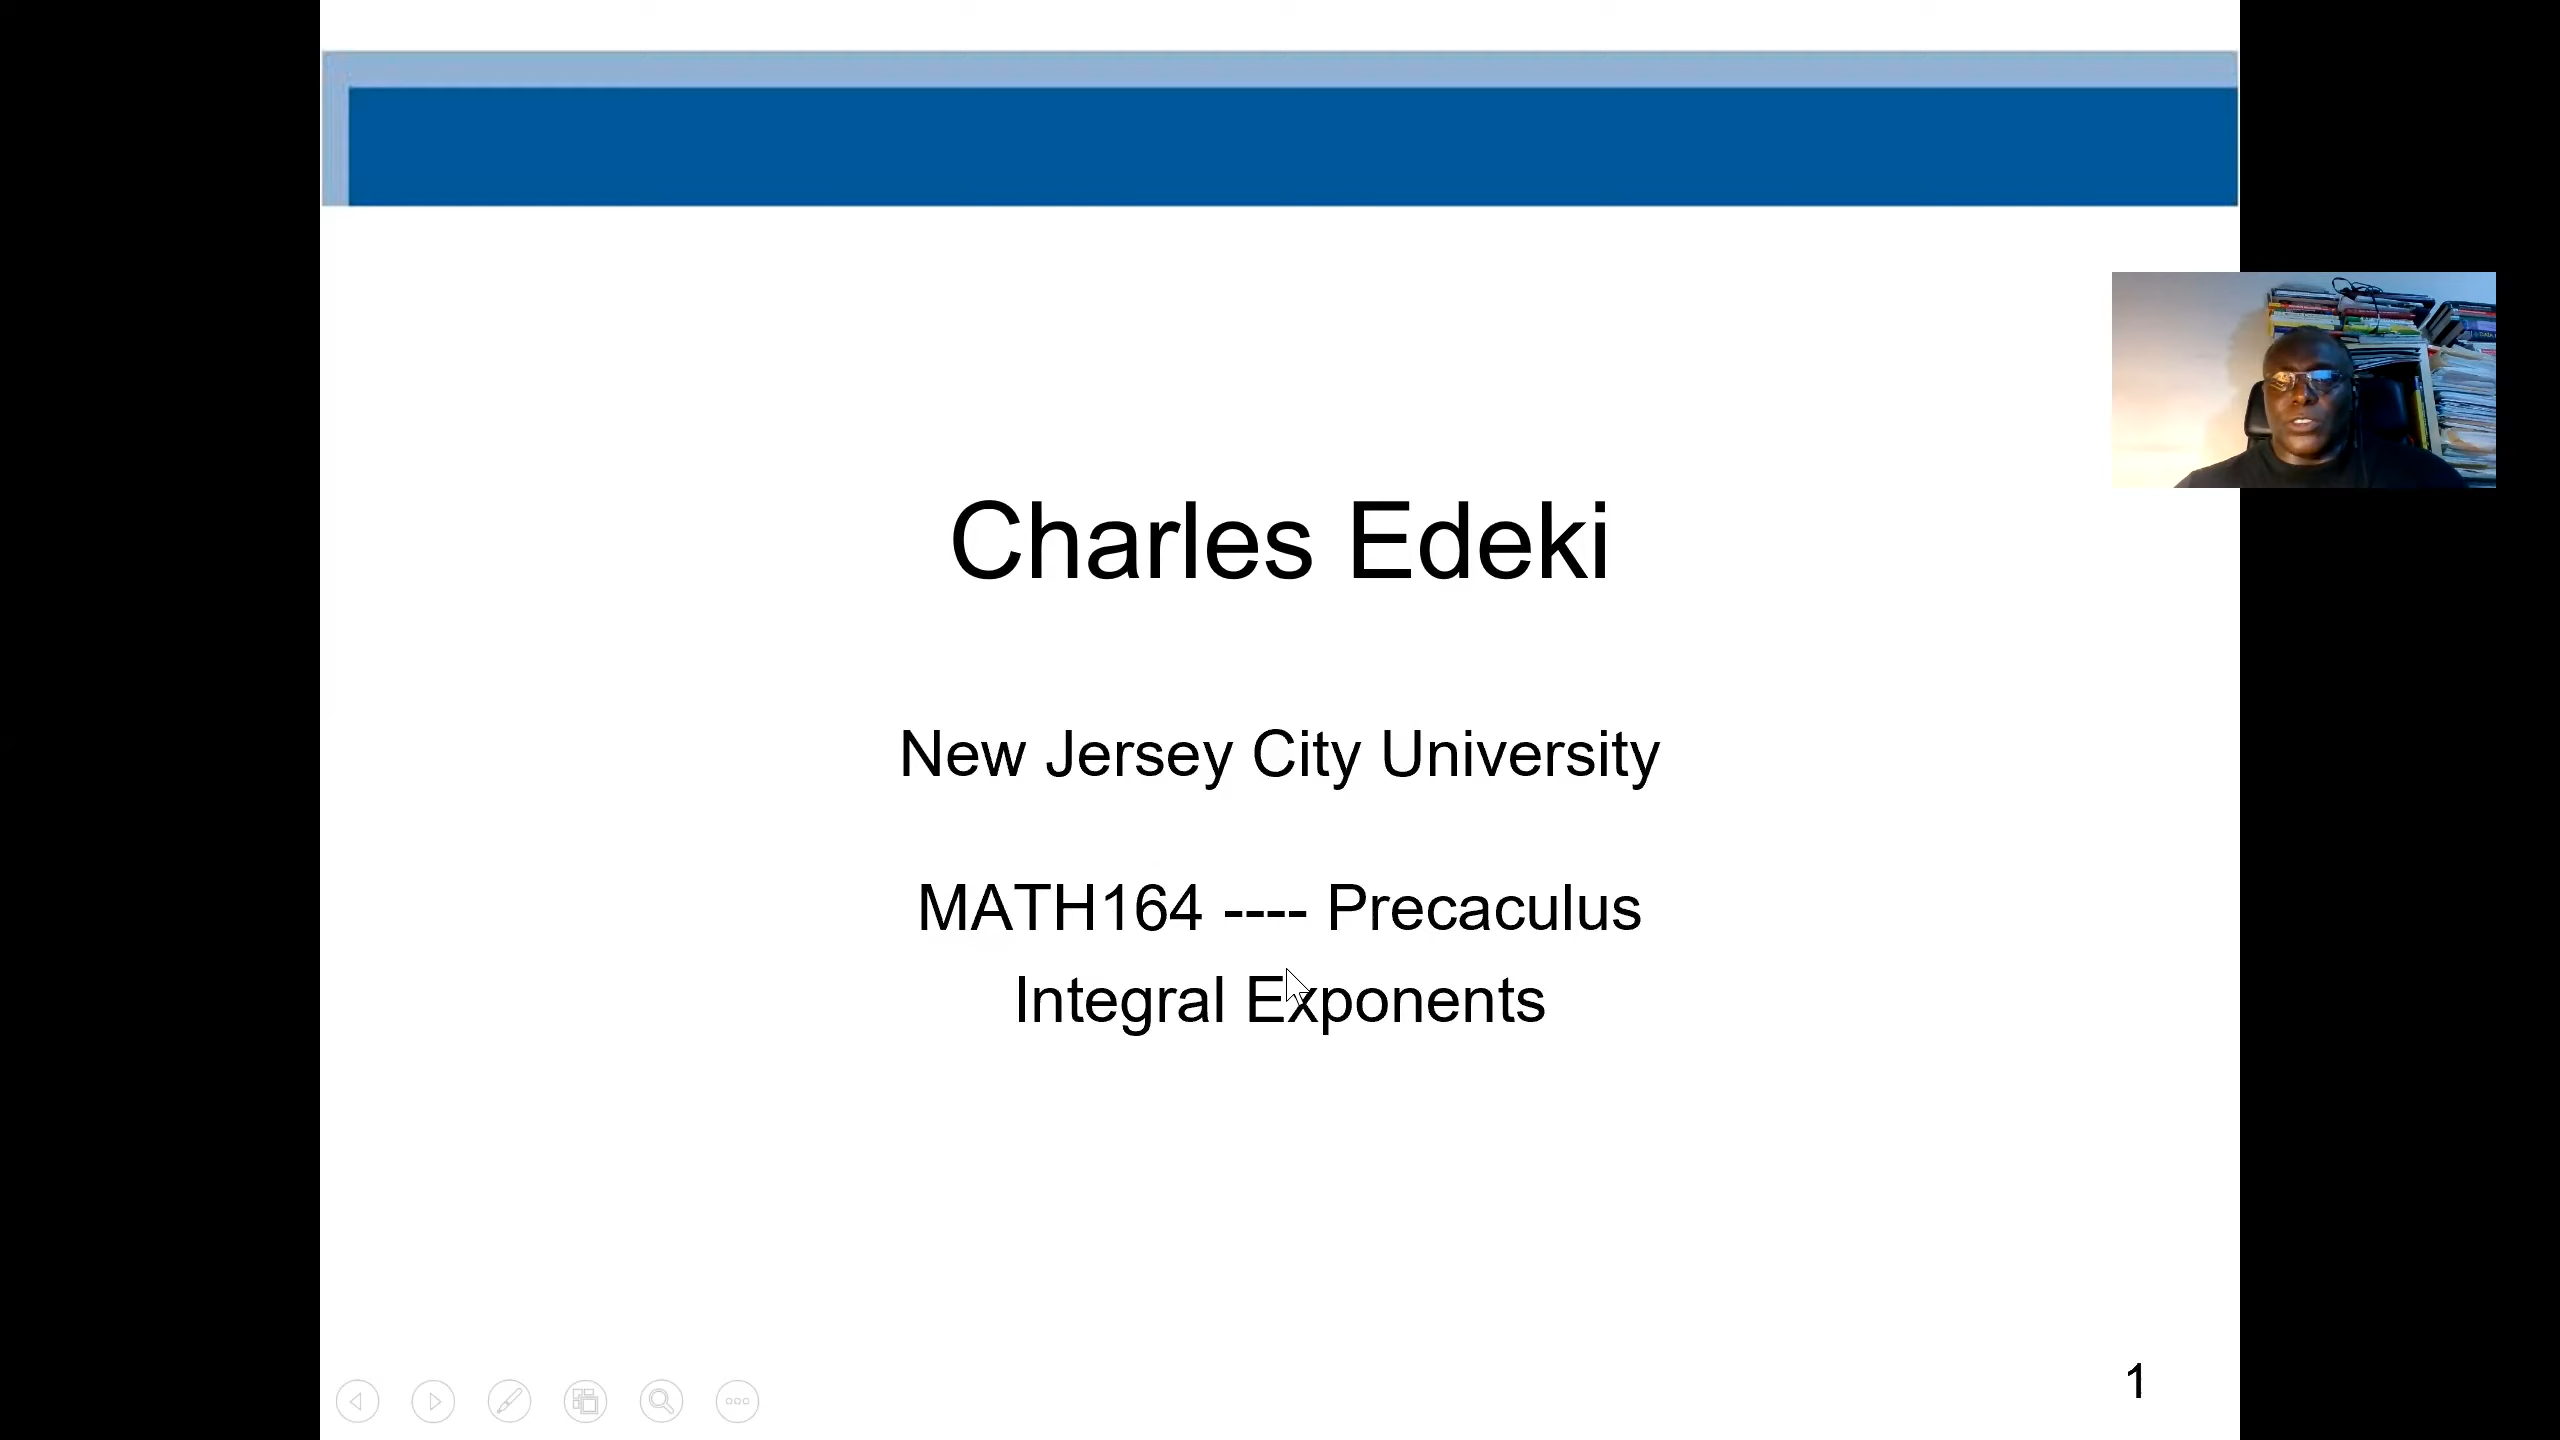 Charles Edeki
New Jersey City University
MATH164 ---- Precaculus
Integral Exponents
1